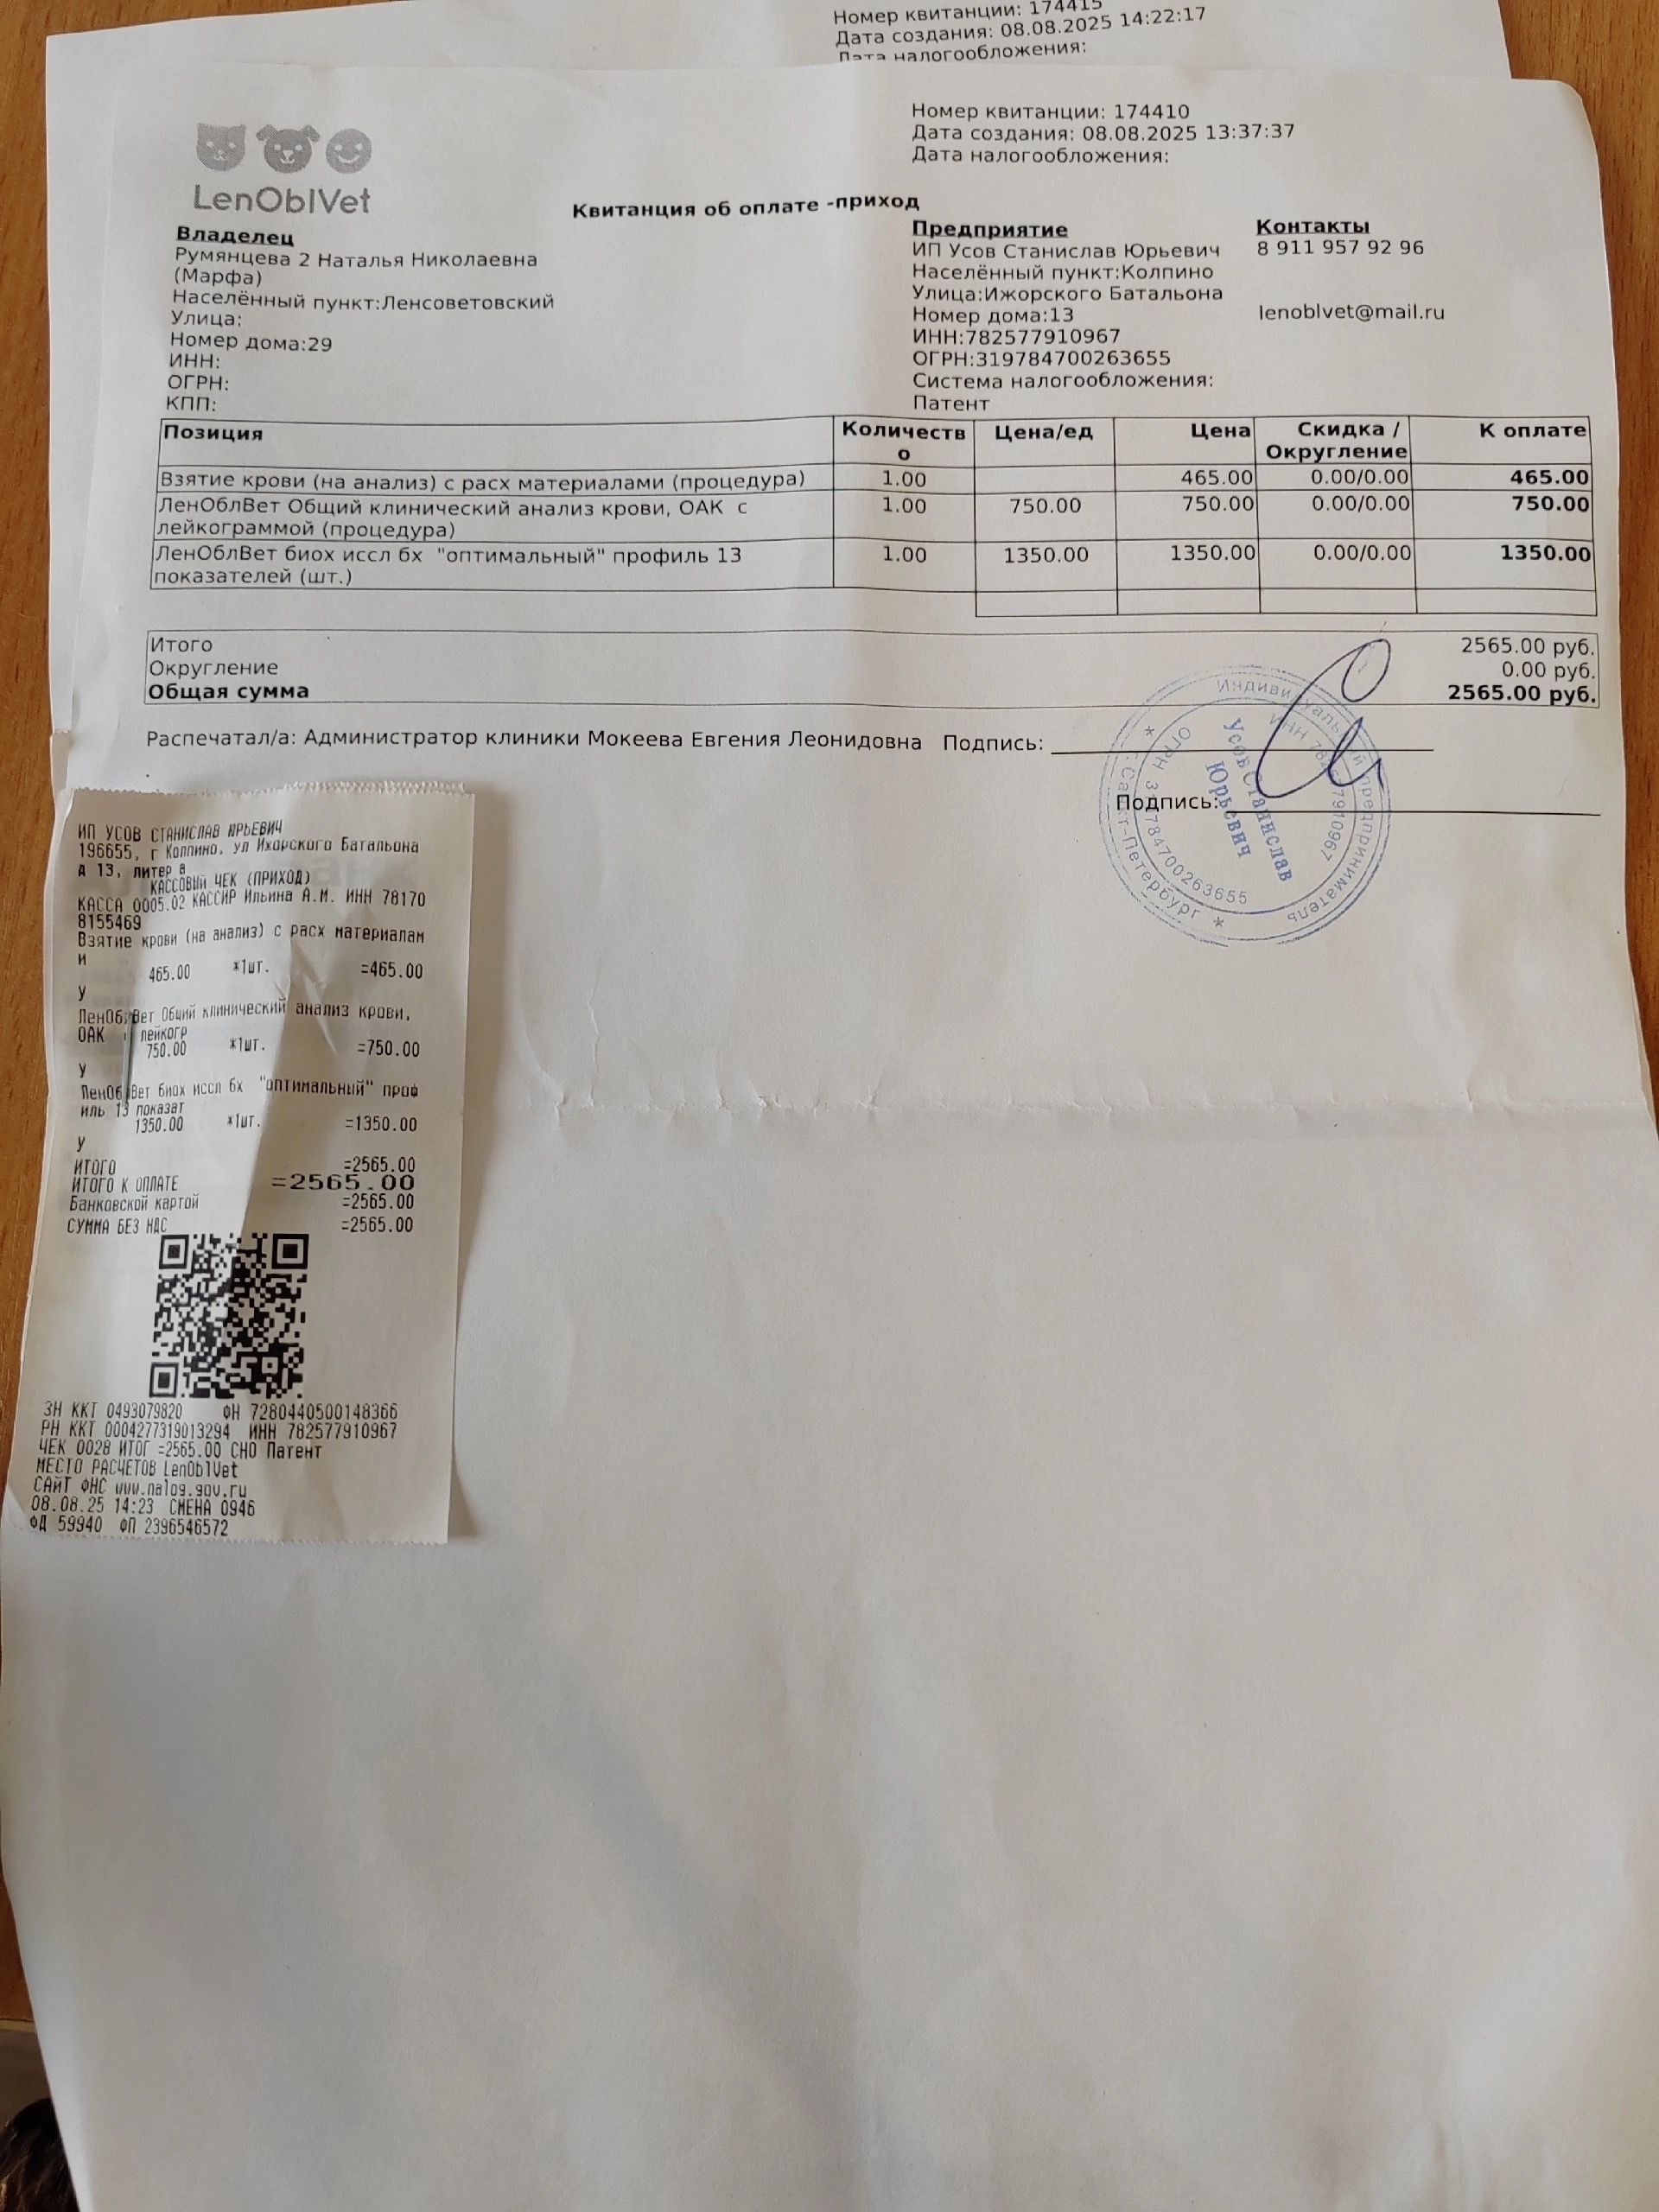 Номер квитанции: 174415
Дата создания: 08.08.2025 14:22:17
Дата налогообложения:
Номер квитанции: 174410
Дата создания: 08.08.2025 13:37:37
Дата налогообложения:
LenOblVet
Квитанция об оплате -приход
Владелец
Румянцева 2 Наталья Николаевна
(Марфа)
Населённый пункт:Ленсоветовский
Улица:
Номер дома:29
ИНН:
ОГРН:
КПП:
Предприятие
ИП Усов Станислав Юрьевич
Населённый пункт:Колпино
Улица:Ижорского Батальона
Номер дома:13
ИНН:782577910967
ОГРН:319784700263655
Система налогообложения:
Патент
Контакты
8 911 957 92 96
lenoblvet@mail.ru
Позиция Количеств Цена/ед Цена Скидка / К оплате
о Округление
Взятие крови (на анализ) с расх материалами (процедура) 1.00 465.00 0.00/0.00 465.00
ЛенОблВет Общий клинический анализ крови, ОАК с 1.00 750.00 750.00 0.00/0.00 750.00
лейкограммой (процедура)
ЛенОблВет биох иссл бх "оптимальный" профиль 13 1.00 1350.00 1350.00 0.00/0.00 1350.00
показателей (шт.)
Итого 2565.00 руб.
Округление 0.00 руб.
Общая сумма 2565.00 руб.
Распечатал/а: Администратор клиники Мокеева Евгения Леонидовна Подпись:
Подпись:
Индивидуальный предприниматель
* Санкт-Петербург *
ИНН 782577910967
ОГРН 319784700263655
Усов Станислав
Юрьевич
ИП УСОВ СТАНИСЛАВ ЮРЬЕВИЧ
196655, г Колпино, ул Ижорского Батальона
д 13, литер а
КАССОВЫЙ ЧЕК (ПРИХОД)
КАССА 0005.02 КАССИР Ильина А.М. ИНН 78170
8155469
Взятие крови (на анализ) с расх материалам
и
465.00 *1шт. =465.00
У
ЛенОблВет Общий клинический анализ крови,
ОАК лейкогр
750.00 *1шт. =750.00
У
ЛенОблВет биох иссл бх "оптимальный" проф
иль 13 показат
1350.00 *1шт. =1350.00
У
ИТОГО =2565.00
ИТОГО К ОПЛАТЕ =2565.00
Банковской картой =2565.00
СУММА БЕЗ НДС =2565.00
ЗН ККТ 0493079820 ФН 7280440500148366
РН ККТ 0004277319013294 ИНН 782577910967
ЧЕК 0028 ИТОГ =2565.00 СНО Патент
МЕСТО РАСЧЕТОВ LenOblVet
САЙТ ФНС www.nalog.gov.ru
08.08.25 14:23 СМЕНА 0946
ФД 59940 ФП 2396546572